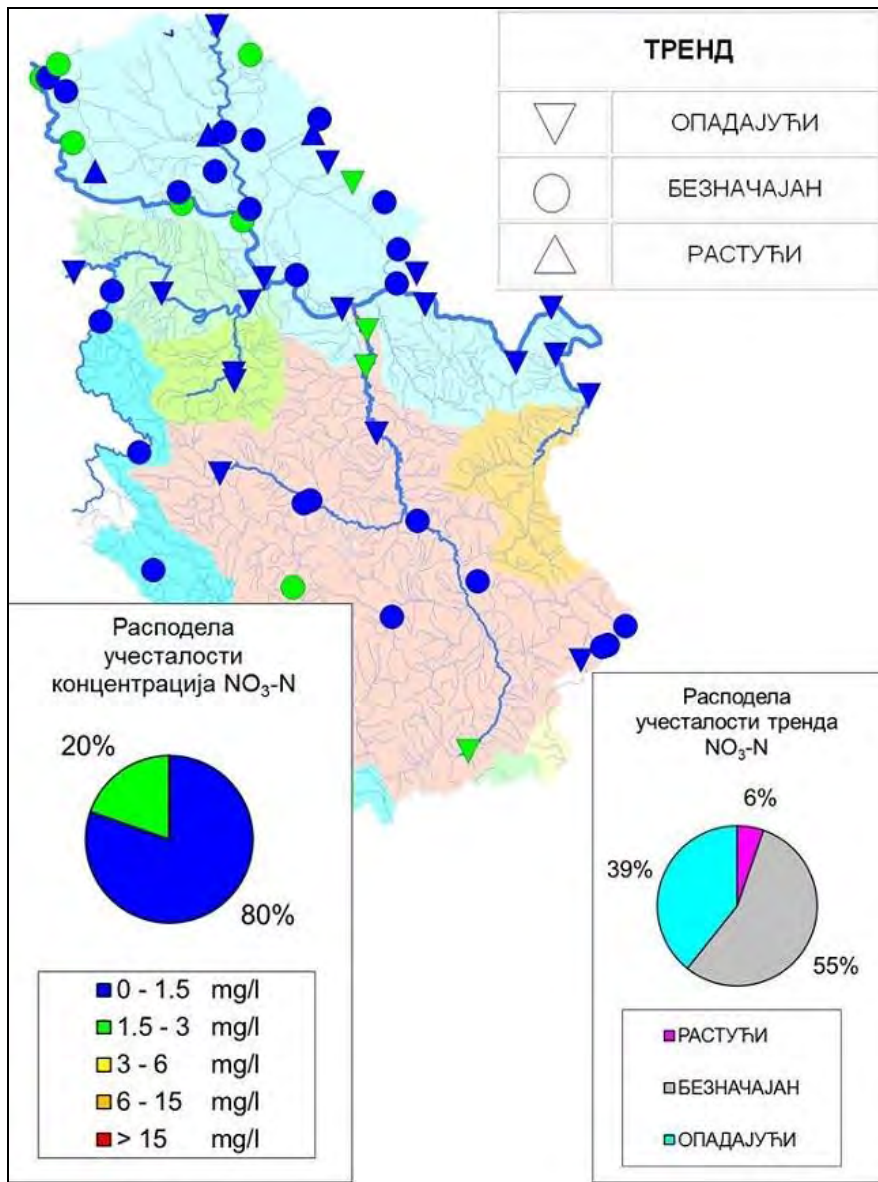 ТРЕНД
ОПАДАЈУЋИ
БЕЗНАЧАЈАН
РАСТУЋИ
Расподела
учесталости
концентрација NO₃-N
20%
80%
0 - 1.5 mg/l
1.5 - 3 mg/l
3 - 6 mg/l
6 - 15 mg/l
> 15 mg/l
Расподела
учесталости тренда
NO₃-N
6%
39%
55%
РАСТУЋИ
БЕЗНАЧАЈАН
ОПАДАЈУЋИ